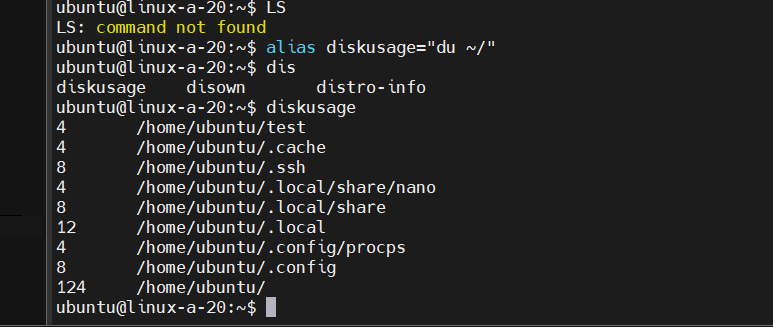 ubuntu@linux-a-20:~$ LS
LS: command not found
ubuntu@linux-a-20:~$ alias diskusage="du ~/"
ubuntu@linux-a-20:~$ dis
diskusage    disown       distro-info
ubuntu@linux-a-20:~$ diskusage
4       /home/ubuntu/test
4       /home/ubuntu/.cache
8       /home/ubuntu/.ssh
4       /home/ubuntu/.local/share/nano
8       /home/ubuntu/.local/share
12      /home/ubuntu/.local
4       /home/ubuntu/.config/procps
8       /home/ubuntu/.config
124     /home/ubuntu/
ubuntu@linux-a-20:~$